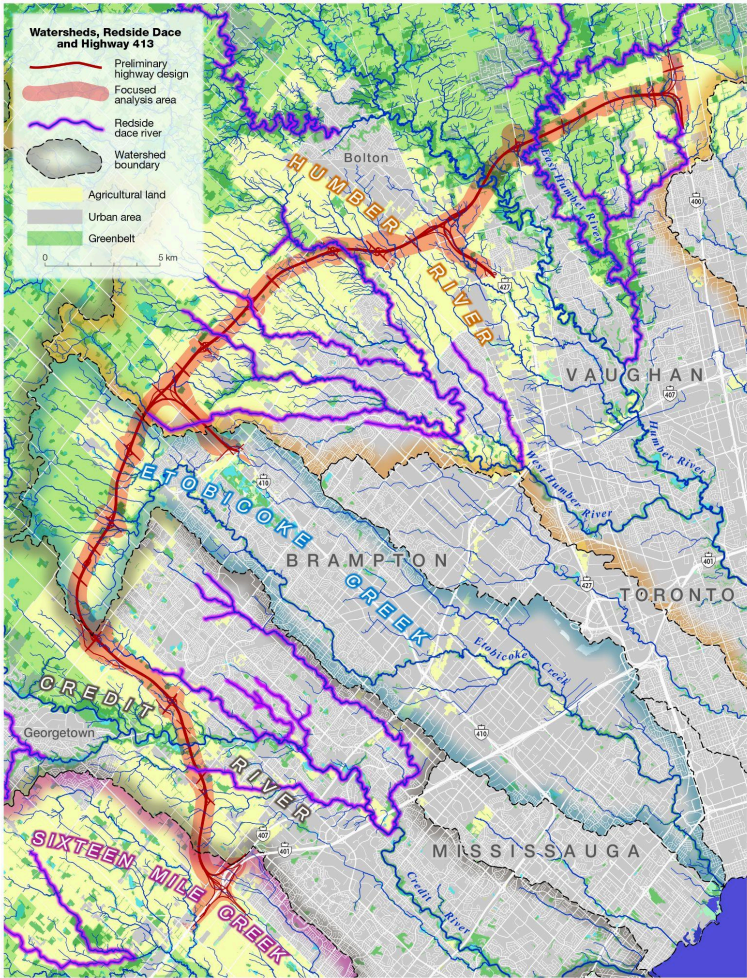 Watersheds, Redside Dace
and Highway 413
Preliminary
highway design
Focused
analysis area
Redside
dace river
Watershed
boundary
Agricultural land
Urban area
Greenbelt
0 5 km
Bolton
HUMBER RIVER
East Humber River
400
427
VAUGHAN
407
Humber River
West Humber River
410
ETOBICOKE CREEK
BRAMPTON
401
427
TORONTO
Etobicoke Creek
CREDIT RIVER
Georgetown
410
407
401
MISSISSAUGA
SIXTEEN MILE CREEK
Credit River